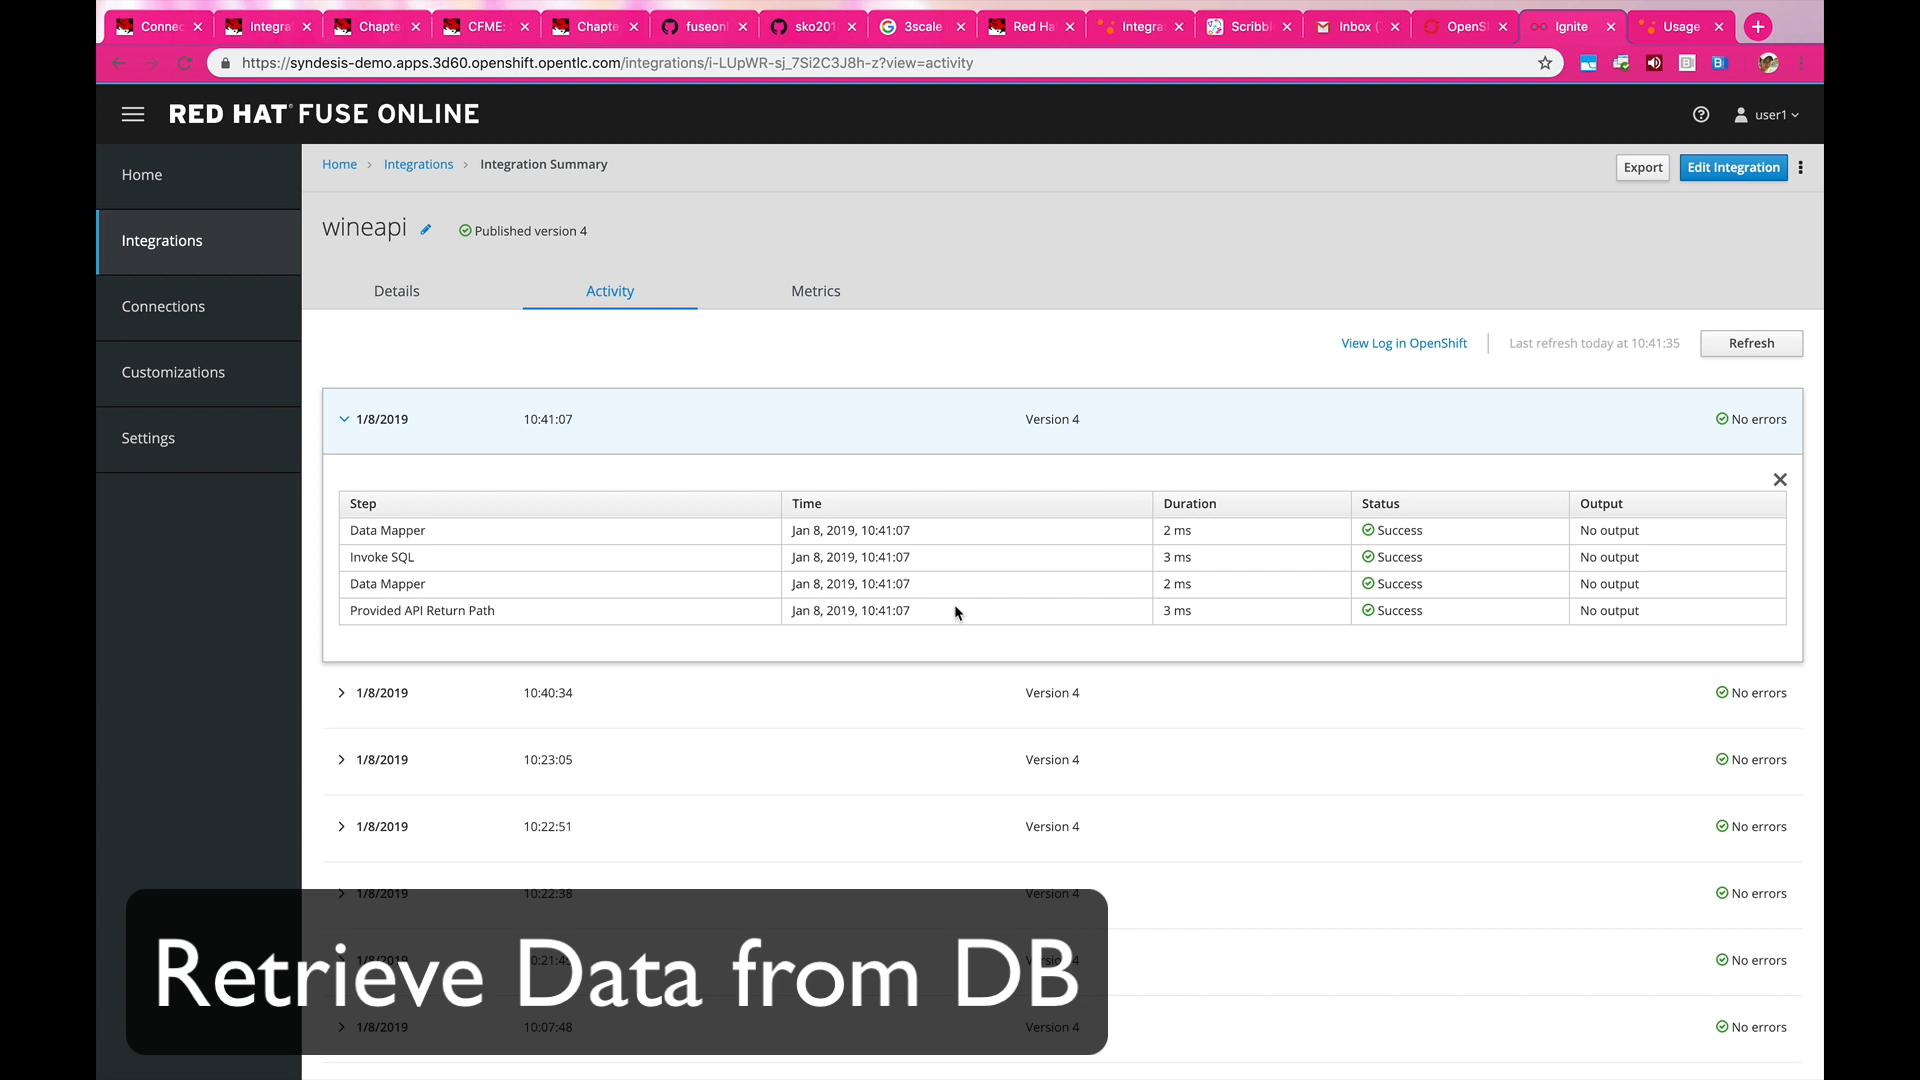 Connec
Integra
Chapte
CFME:
Chapte
fuseonl
sko201
3scale
Red Ha
Integra
Scribbl
Inbox (
OpenSh
Ignite
Usage
https://syndesis-demo.apps.3d60.openshift.opentlc.com/integrations/i-LUpWR-sj_7Si2C3J8h-z?view=activity
RED HAT® FUSE ONLINE
user1
Home
Integrations
Connections
Customizations
Settings
Home > Integrations > Integration Summary
Export
Edit Integration
wineapi
Published version 4
Details
Activity
Metrics
View Log in OpenShift
Last refresh today at 10:41:35
Refresh
1/8/2019 10:41:07 Version 4 No errors
Step Time Duration Status Output
Data Mapper Jan 8, 2019, 10:41:07 2 ms Success No output
Invoke SQL Jan 8, 2019, 10:41:07 3 ms Success No output
Data Mapper Jan 8, 2019, 10:41:07 2 ms Success No output
Provided API Return Path Jan 8, 2019, 10:41:07 3 ms Success No output
1/8/2019 10:40:34 Version 4 No errors
1/8/2019 10:23:05 Version 4 No errors
1/8/2019 10:22:51 Version 4 No errors
1/8/2019 10:22:38 Version 4 No errors
No errors
Retrieve Data from DB
1/8/2019 10:07:48 Version 4 No errors